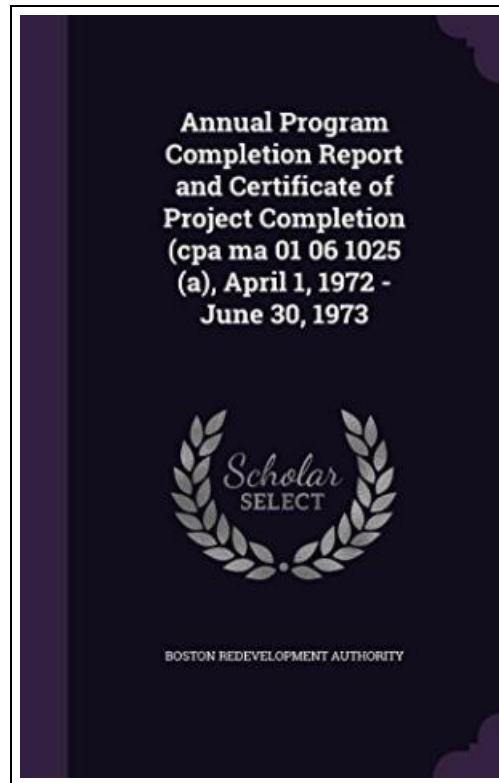 Annual Program
Completion Report
and Certificate of
Project Completion
(cpa ma 01 06 1025
(a), April 1, 1972 -
June 30, 1973
Scholar
SELECT
BOSTON REDEVELOPMENT AUTHORITY